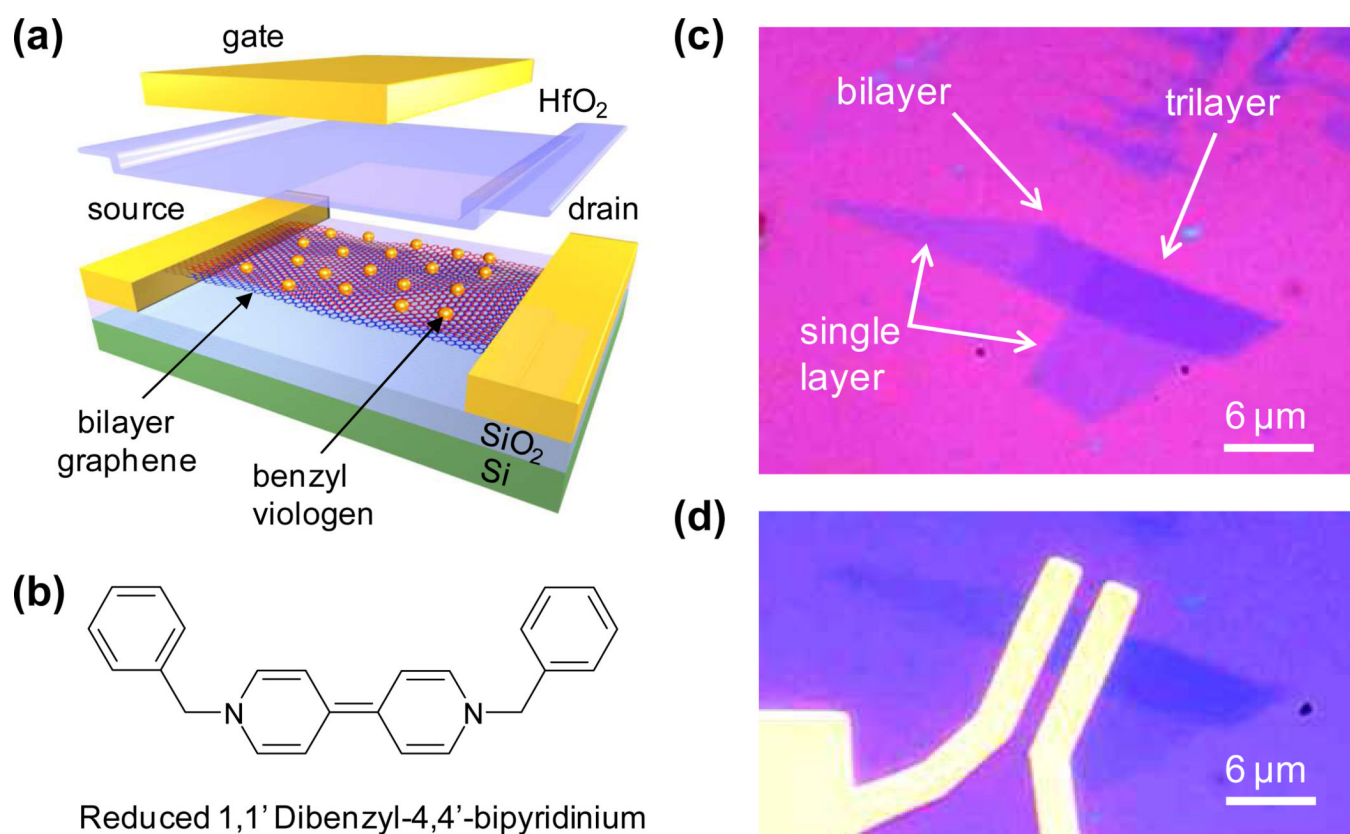 (a)
gate
HfO₂
source
drain
bilayer
graphene
benzyl
viologen
SiO₂
Si
(b)
N
N
Reduced 1,1’ Dibenzyl-4,4’-bipyridinium
(c)
bilayer
trilayer
single
layer
6 µm
(d)
6 µm